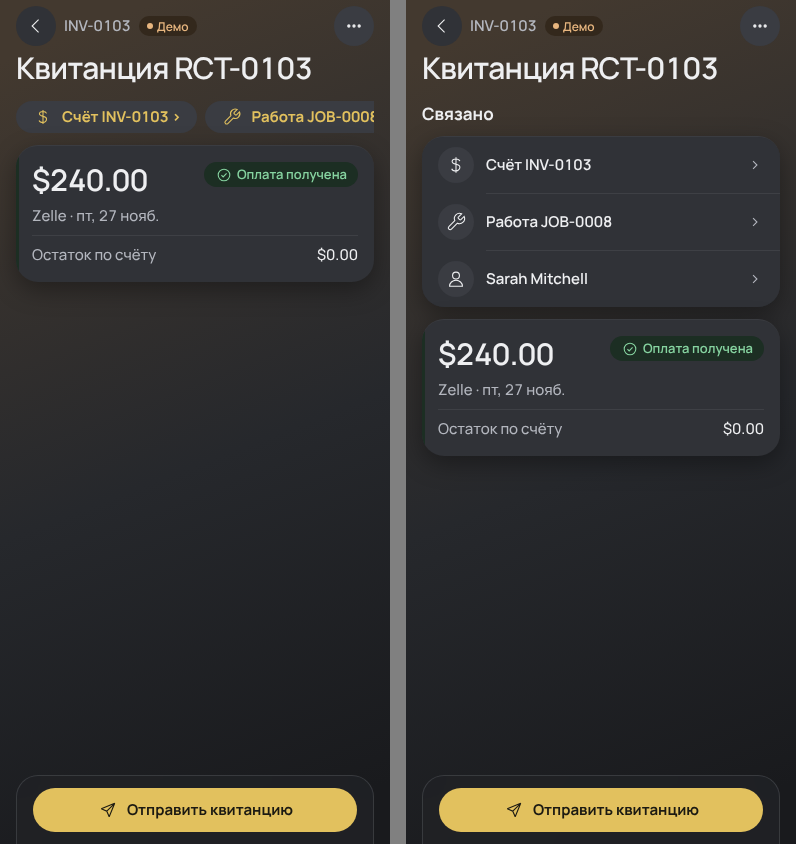 INV-0103 Демо
Квитанция RCT-0103
Счёт INV-0103 ›
Работа JOB-0008
$240.00
Оплата получена
Zelle · пт, 27 нояб.
Остаток по счёту $0.00
Отправить квитанцию
INV-0103 Демо
Квитанция RCT-0103
Связано
Счёт INV-0103
Работа JOB-0008
Sarah Mitchell
$240.00
Оплата получена
Zelle · пт, 27 нояб.
Остаток по счёту $0.00
Отправить квитанцию